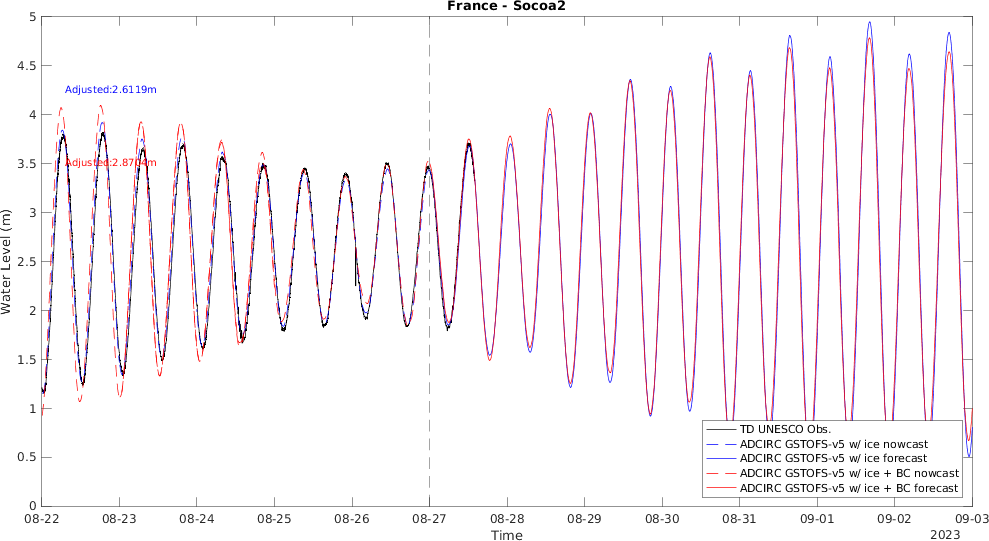 France - Socoa2
5
4.5
4
3.5
3
2.5
2
1.5
1
0.5
0
Water Level (m)
Adjusted:2.6119m
TD UNESCO Obs.
ADCIRC GSTOFS-v5 w/ ice nowcast
ADCIRC GSTOFS-v5 w/ ice forecast
ADCIRC GSTOFS-v5 w/ ice + BC nowcast
ADCIRC GSTOFS-v5 w/ ice + BC forecast
08-22 08-23 08-24 08-25 08-26 08-27 08-28 08-29 08-30 08-31 09-01 09-02 09-03
Time
2023